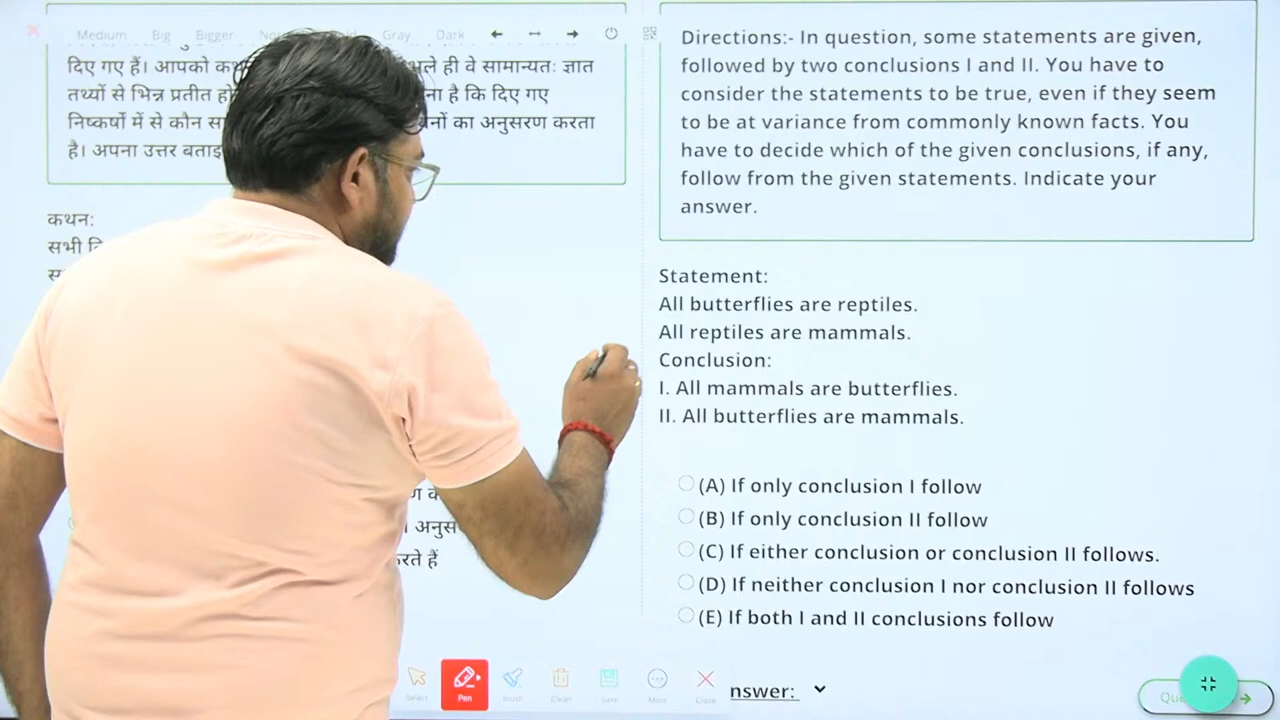 Medium Big Bigger Gray Dark
दिए गए हैं। आपको भले ही वे सामान्यतः ज्ञात
तथ्यों से भिन्न प्रतीत है कि दिए गए
निष्कर्षों में से कौन का अनुसरण करता
है। अपना उत्तर
कथन:
सभी
अनुस
करते हैं
Directions:- In question, some statements are given,
followed by two conclusions I and II. You have to
consider the statements to be true, even if they seem
to be at variance from commonly known facts. You
have to decide which of the given conclusions, if any,
follow from the given statements. Indicate your
answer.
Statement:
All butterflies are reptiles.
All reptiles are mammals.
Conclusion:
I. All mammals are butterflies.
II. All butterflies are mammals.
(A) If only conclusion I follow
(B) If only conclusion II follow
(C) If either conclusion or conclusion II follows.
(D) If neither conclusion I nor conclusion II follows
(E) If both I and II conclusions follow
Select Pen Brush Clean Save More Close
nswer:
Que